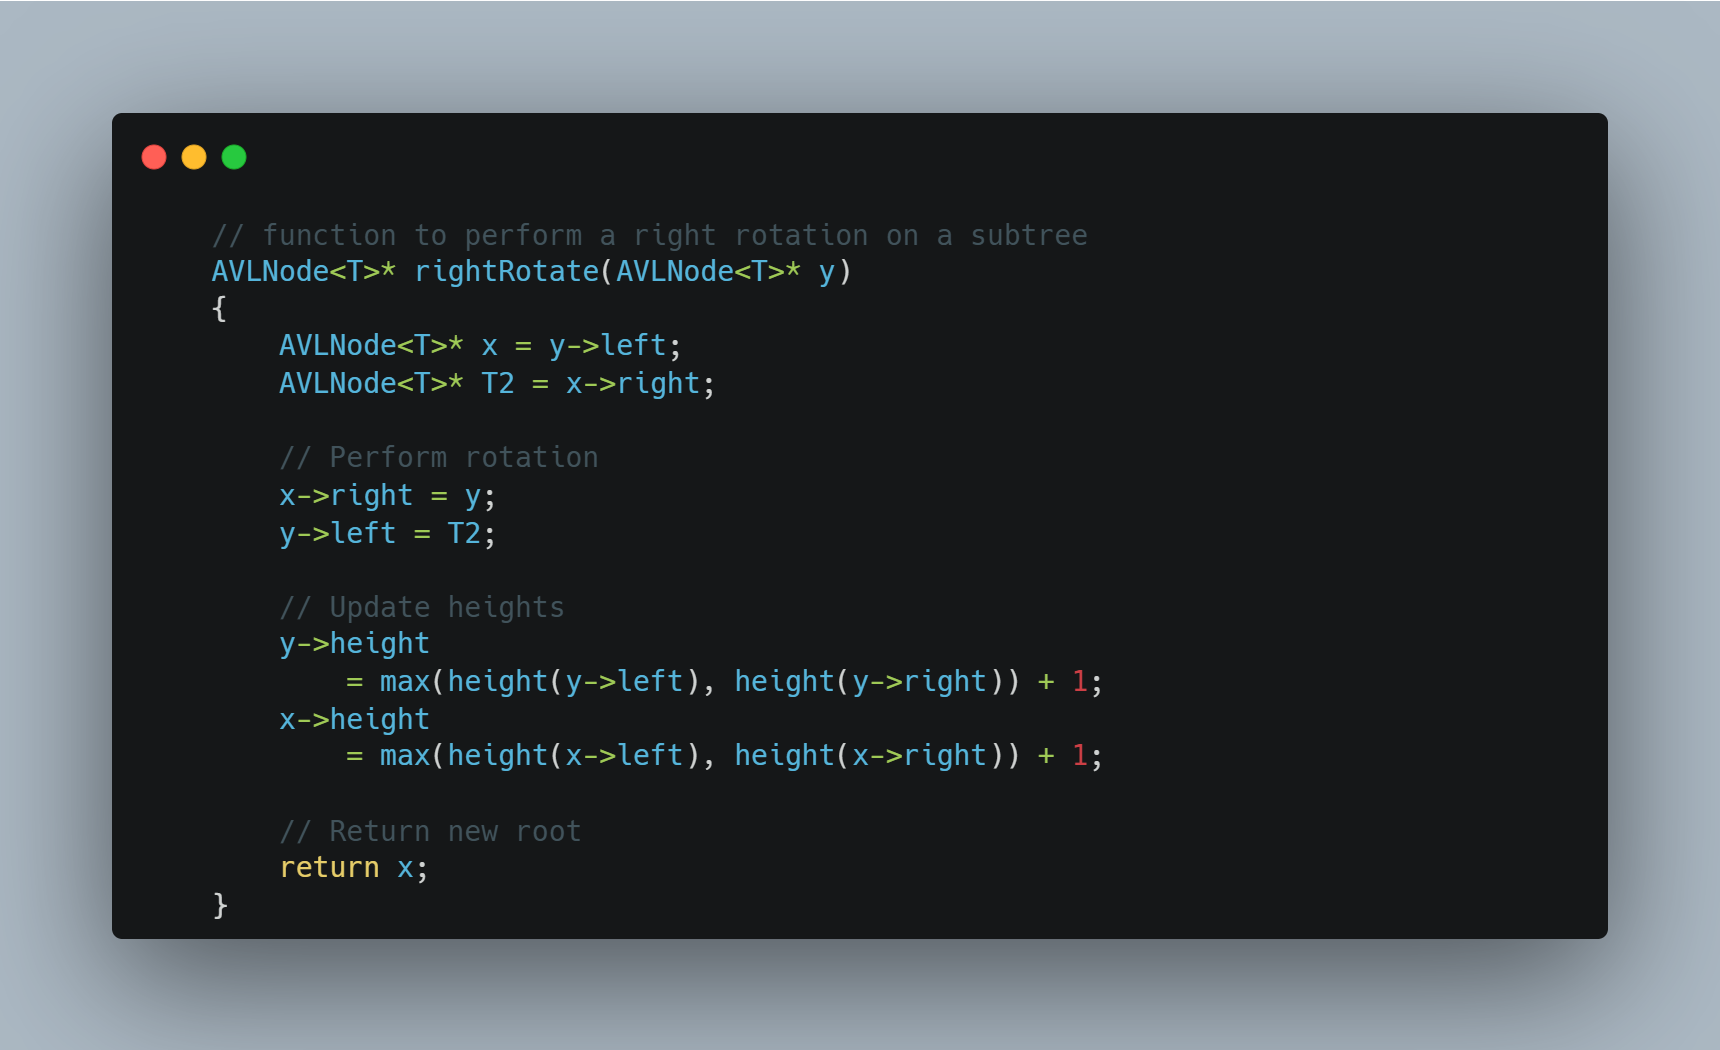 // function to perform a right rotation on a subtree
AVLNode<T>* rightRotate(AVLNode<T>* y)
{
    AVLNode<T>* x = y->left;
    AVLNode<T>* T2 = x->right;

    // Perform rotation
    x->right = y;
    y->left = T2;

    // Update heights
    y->height
        = max(height(y->left), height(y->right)) + 1;
    x->height
        = max(height(x->left), height(x->right)) + 1;

    // Return new root
    return x;
}